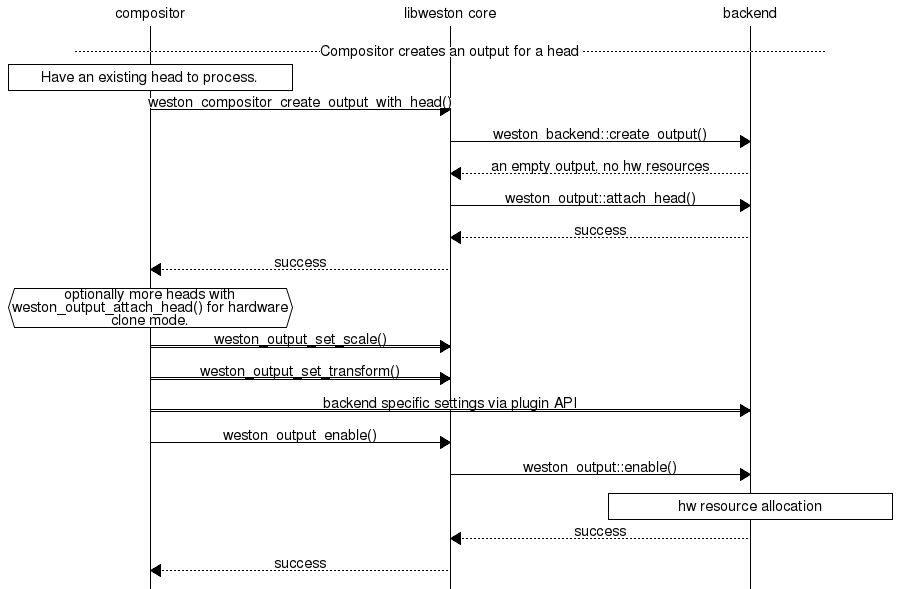 compositor libweston core backend
Compositor creates an output for a head
Have an existing head to process.
weston_compositor_create_output_with_head()
weston_backend::create_output()
an empty output, no hw resources
weston_output::attach_head()
success
success
optionally more heads with
weston_output_attach_head() for hardware
clone mode.
weston_output_set_scale()
weston_output_set_transform()
backend specific settings via plugin API
weston_output_enable()
weston_output::enable()
hw resource allocation
success
success